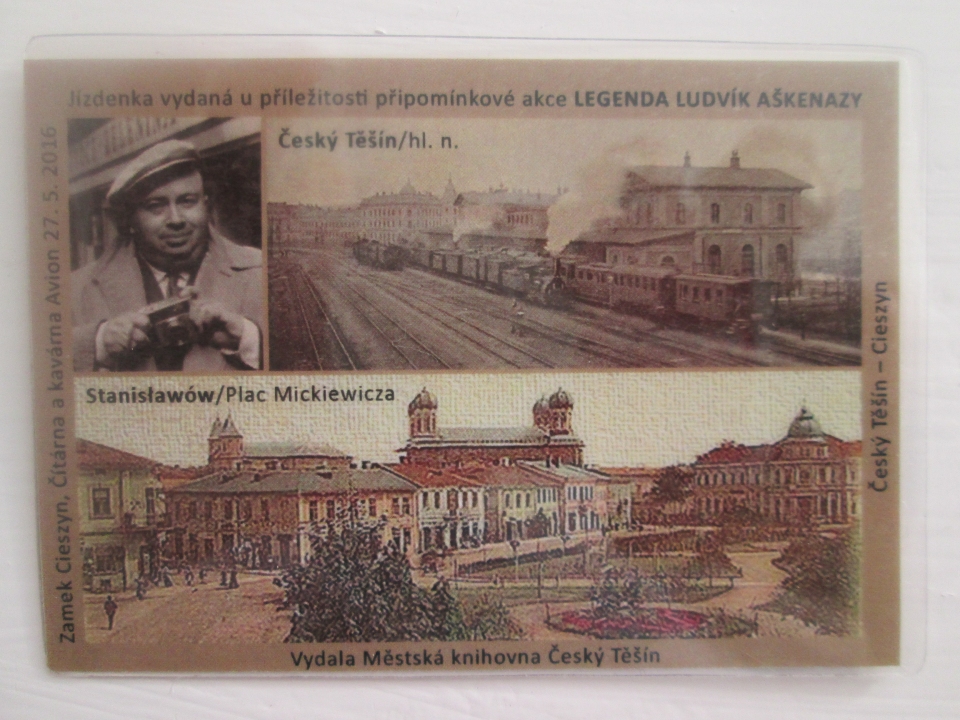 Jízdenka vydaná u příležitosti připomínkové akce LEGENDA LUDVÍK AŠKENAZY
Zamek Cieszyn, Čítárna a kavárna Avion 27. 5. 2016
Český Těšín/hl. n.
Český Těšín – Cieszyn
Stanisławów/Plac Mickiewicza
Vydala Městská knihovna Český Těšín